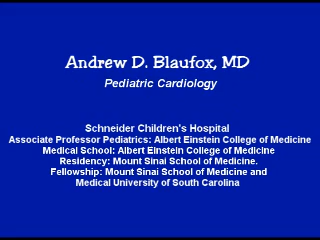 Andrew D. Blaufox, MD
Pediatric Cardiology
Schneider Children's Hospital
Associate Professor Pediatrics: Albert Einstein College of Medicine
Medical School: Albert Einstein College of Medicine
Residency: Mount Sinai School of Medicine.
Fellowship: Mount Sinai School of Medicine and
Medical University of South Carolina